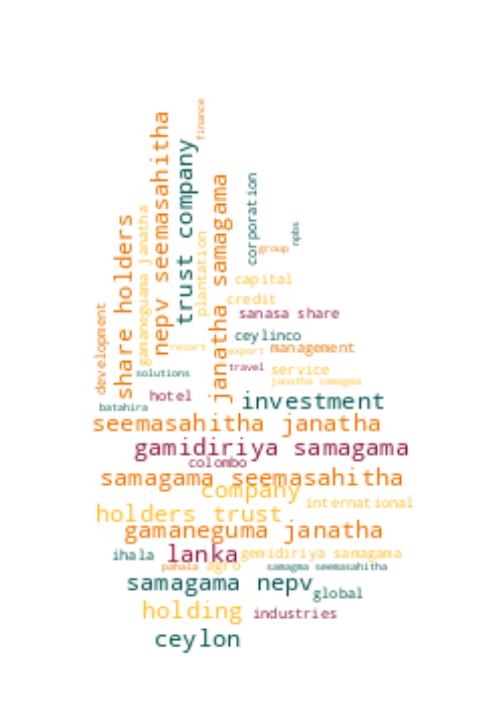 finance
nepv seemasahitha
trust company
corporation
janatha samagama
gamaneguama janatha
share holders
npbs
group
plantation
capital
credit
development
sanasa share
ceylinco
resort
export
management
travel
service
solutions
janatha samagma
hotel
batahira
investment
seemasahitha janatha
gamidiriya samagama
colombo
samagama seemasahitha
company
international
holders trust
gamaneguma janatha
ihala
lanka
gemidiriya samagama
pahala
agro
samagma seemasahitha
samagama nepv
global
holding
industries
ceylon